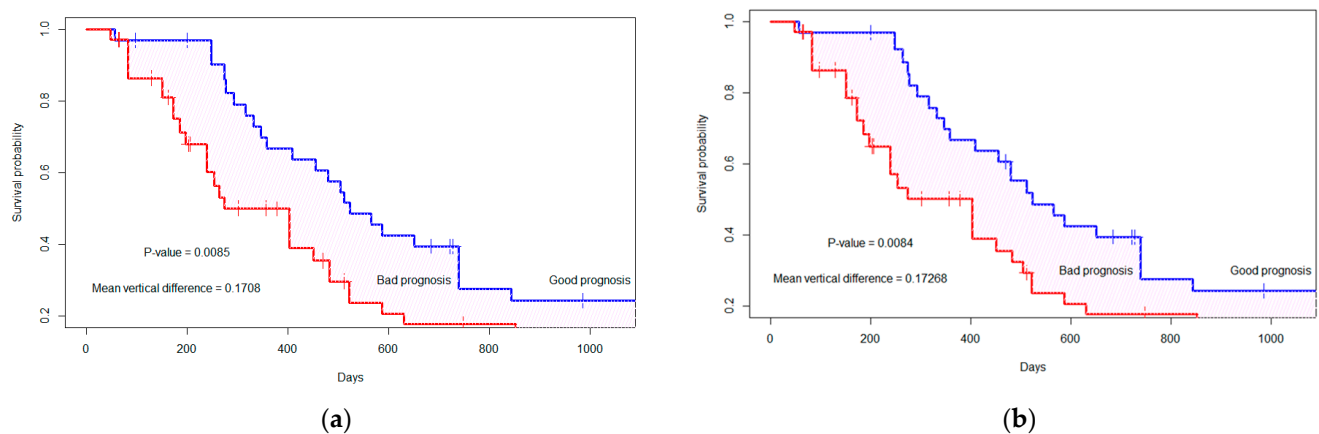 1.0
0.8
0.6
0.4
0.2
Survival probability
P-value = 0.0085
Mean vertical difference = 0.1708
Bad prognosis
Good prognosis
0 200 400 600 800 1000
Days
(a)
1.0
0.8
0.6
0.4
0.2
Survival probability
P-value = 0.0084
Mean vertical difference = 0.17268
Bad prognosis
Good prognosis
0 200 400 600 800 1000
Days
(b)